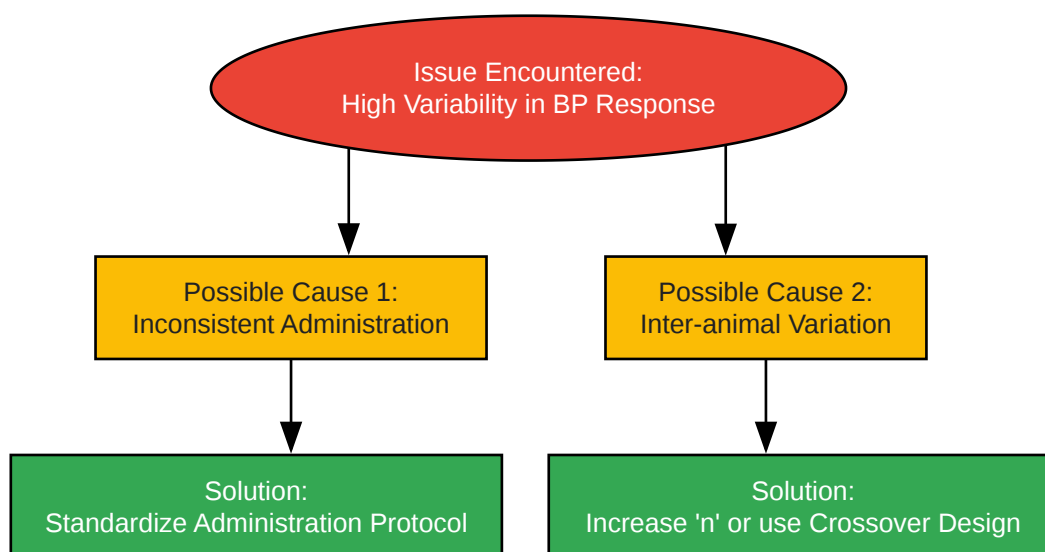 Issue Encountered:
High Variability in BP Response
Possible Cause 1:
Inconsistent Administration
Possible Cause 2:
Inter-animal Variation
Solution:
Standardize Administration Protocol
Solution:
Increase 'n' or use Crossover Design